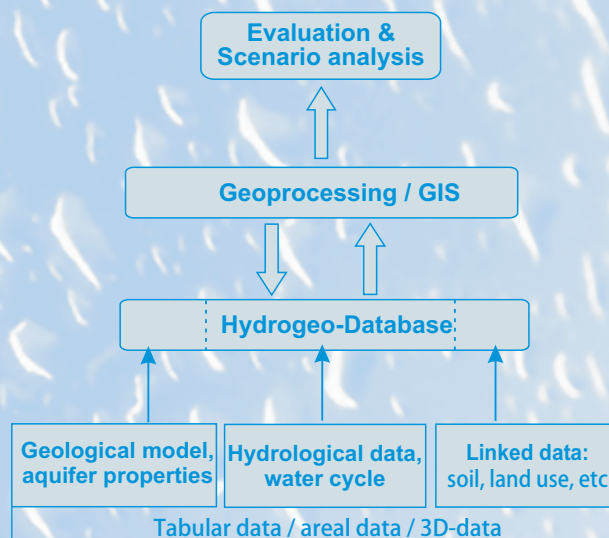 Evaluation &
Scenario analysis
Geoprocessing / GIS
Hydrogeo-Database
Geological model,
aquifer properties
Hydrological data,
water cycle
Linked data:
soil, land use, etc
Tabular data / areal data / 3D-data